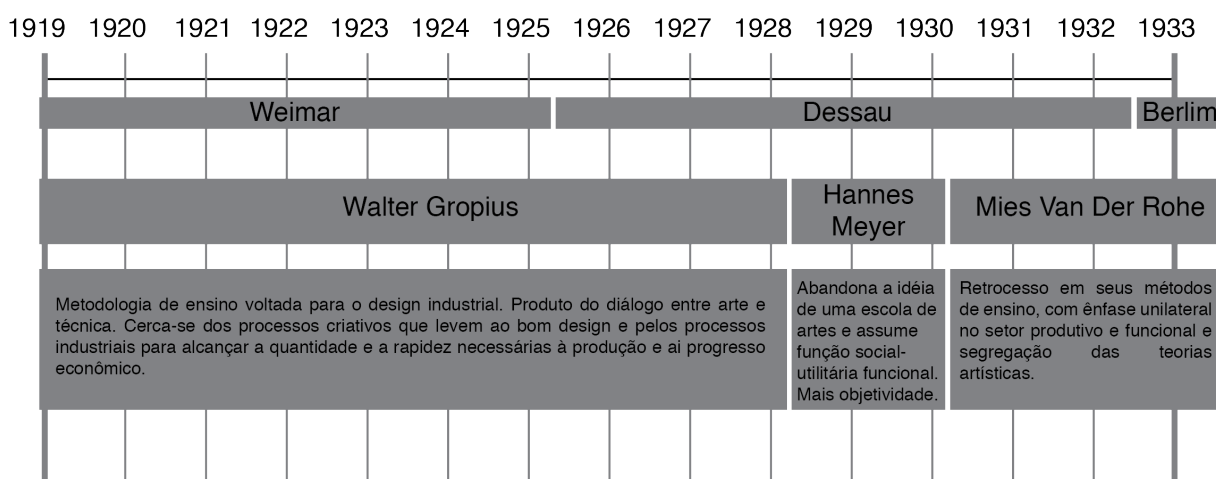 1919 1920 1921 1922 1923 1924 1925 1926 1927 1928 1929 1930 1931 1932 1933
Weimar
Dessau
Berlim
Walter Gropius
Hannes
Meyer
Mies Van Der Rohe
Metodologia de ensino voltada para o design industrial. Produto do diálogo entre arte e
técnica. Cerca-se dos processos criativos que levem ao bom design e pelos processos
industriais para alcançar a quantidade e a rapidez necessárias à produção e ai progresso
econômico.
Abandona a idéia
de uma escola de
artes e assume
função social-
utilitária funcional.
Mais objetividade.
Retrocesso em seus métodos
de ensino, com ênfase unilateral
no setor produtivo e funcional e
segregação das teorias
artísticas.